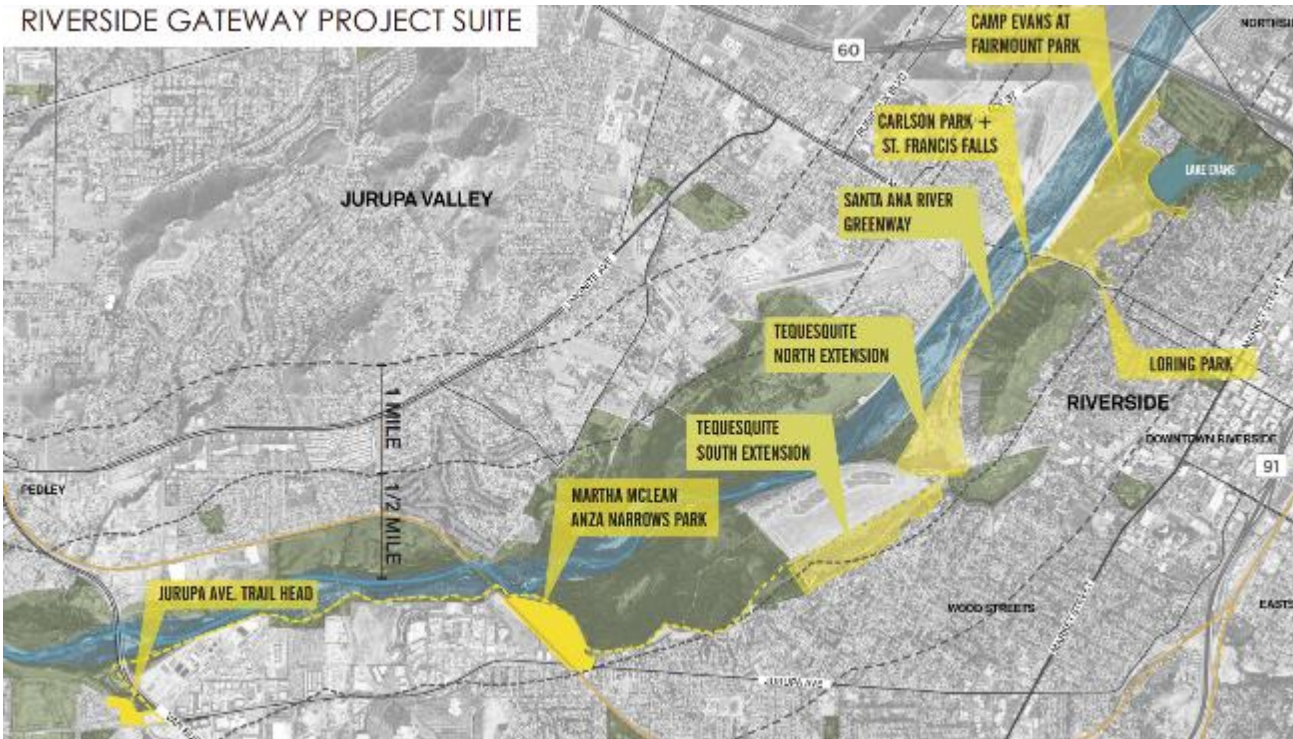 RIVERSIDE GATEWAY PROJECT SUITE
CAMP EVANS AT
FAIRMOUNT PARK
60
CARLSON PARK +
ST. FRANCIS FALLS
LAKE EVANS
SANTA ANA RIVER
GREENWAY
JURUPA VALLEY
TEQUESQUITE
NORTH EXTENSION
LORING PARK
RIVERSIDE
DOWNTOWN RIVERSIDE
91
TEQUESQUITE
SOUTH EXTENSION
1 MILE
1/2 MILE
PEDLEY
MARTHA MCLEAN
ANZA NARROWS PARK
JURUPA AVE. TRAIL HEAD
WOOD STREETS
JURUPA AVE